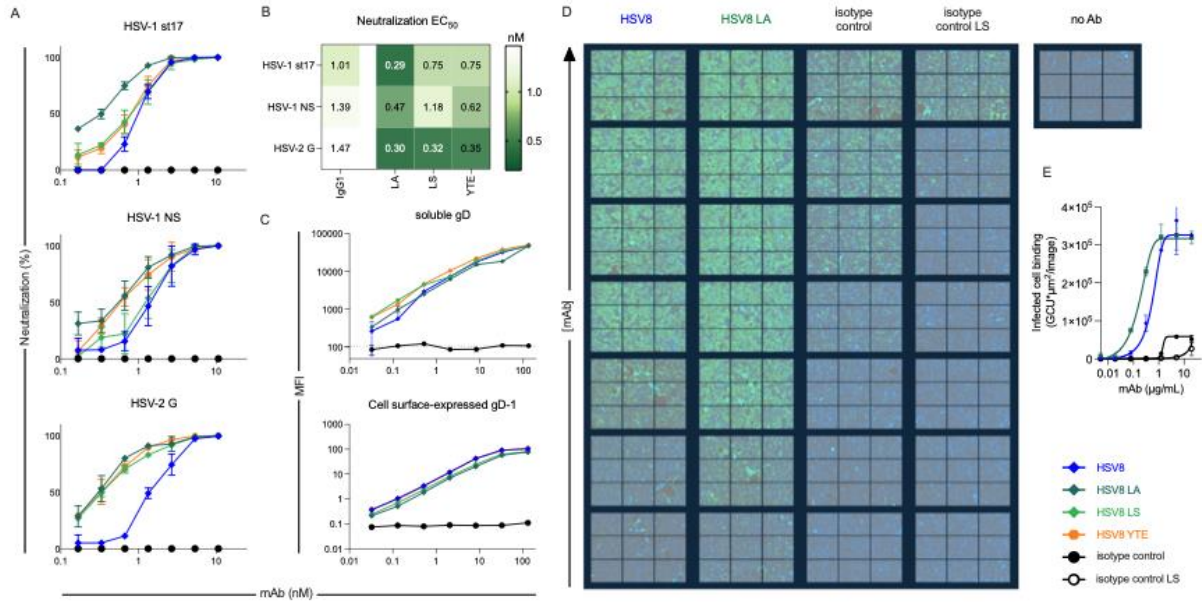 A
HSV-1 st17
100
50
0
0.1
1
10
HSV-1 NS
100
50
0
0.1
1
10
HSV-2 G
100
50
0
0.1
1
10
Neutralization (%)
mAb (nM)
B
Neutralization EC50
nM
HSV-1 st17
1.01
0.29
0.75
0.75
HSV-1 NS
1.39
0.47
1.18
0.62
HSV-2 G
1.47
0.30
0.32
0.35
IgG1
LA
LS
YTE
1.0
0.5
C
soluble gD
100000
10000
1000
100
0.1
1
10
100
Cell surface-expressed gD-1
1000
100
10
1
0.1
0.01
0.01
0.1
1
10
100
MFI
D
HSV8
HSV8 LA
isotype
control
isotype
control LS
no Ab
[mAb]
E
4×10⁵
3×10⁵
2×10⁵
1×10⁵
0
0.01
0.1
1
10
Infected cell binding
(GCU*µm²/image)
mAb (µg/mL)
HSV8
HSV8 LA
HSV8 LS
HSV8 YTE
isotype control
isotype control LS